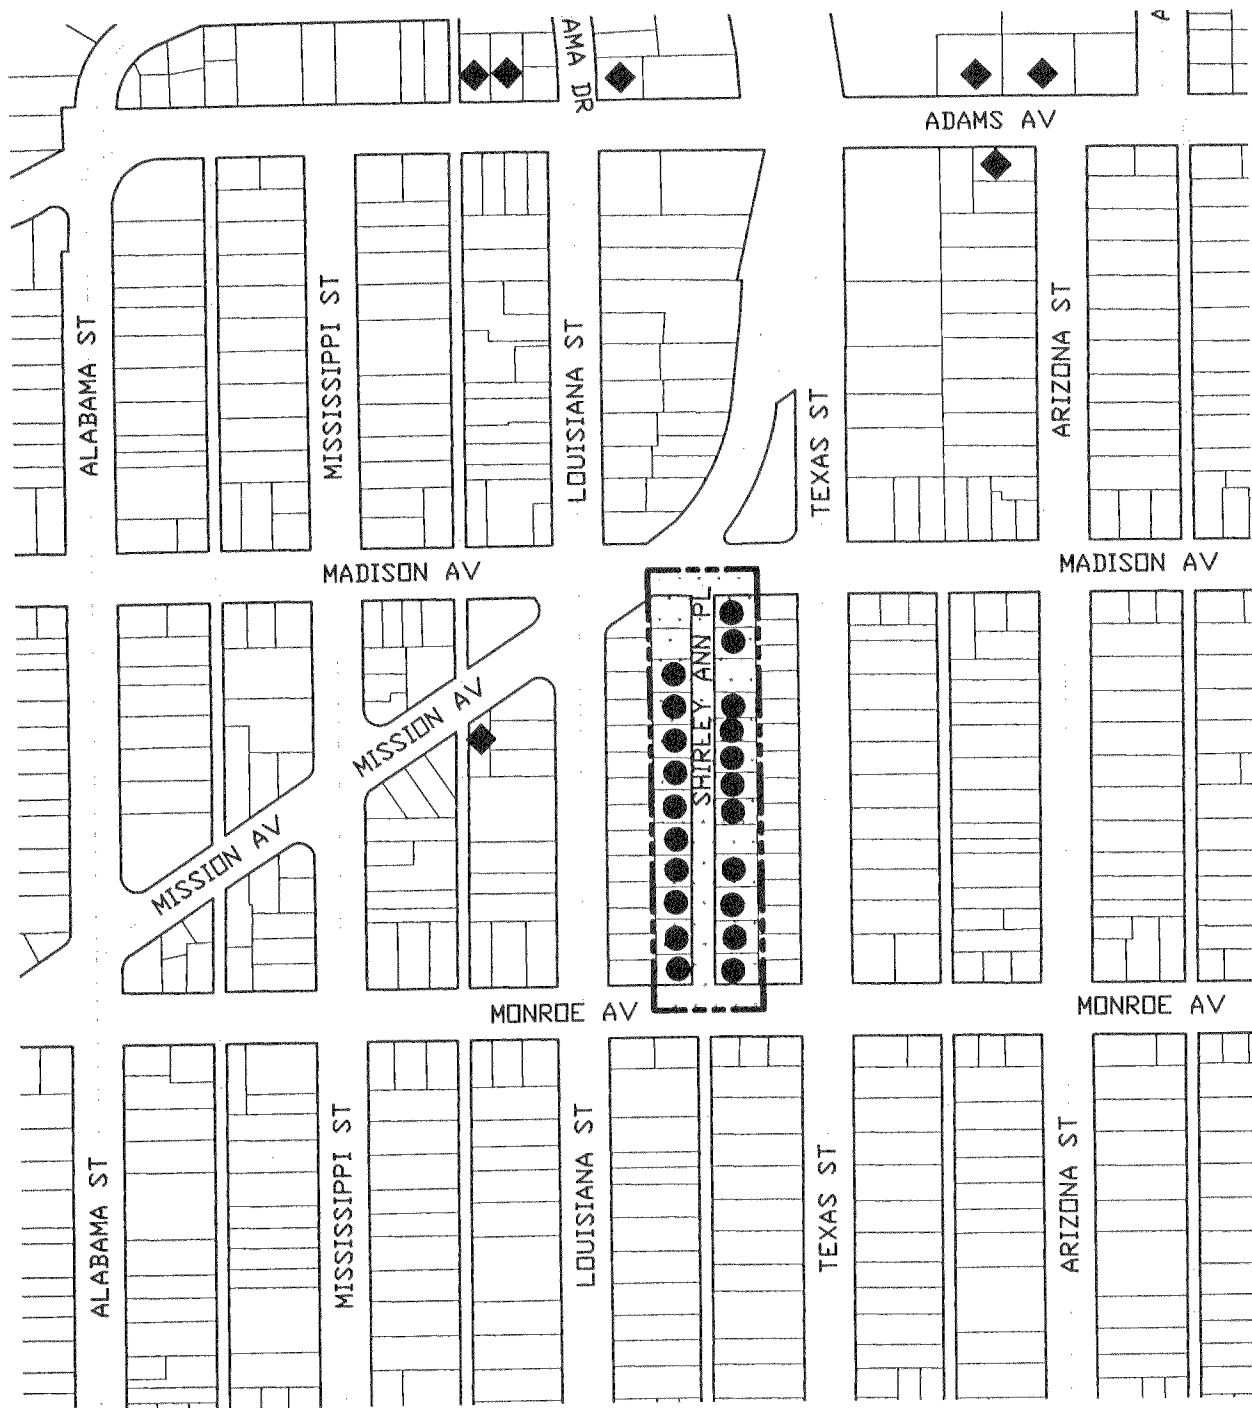 AMA DR
A
ADAMS AV
ALABAMA ST
MISSISSIPPI ST
LOUISIANA ST
TEXAS ST
ARIZONA ST
MADISON AV
MADISON AV
SHIRLEY ANN PL
MISSION AV
MISSION AV
MONROE AV
MONROE AV
ALABAMA ST
MISSISSIPPI ST
LOUISIANA ST
TEXAS ST
ARIZONA ST